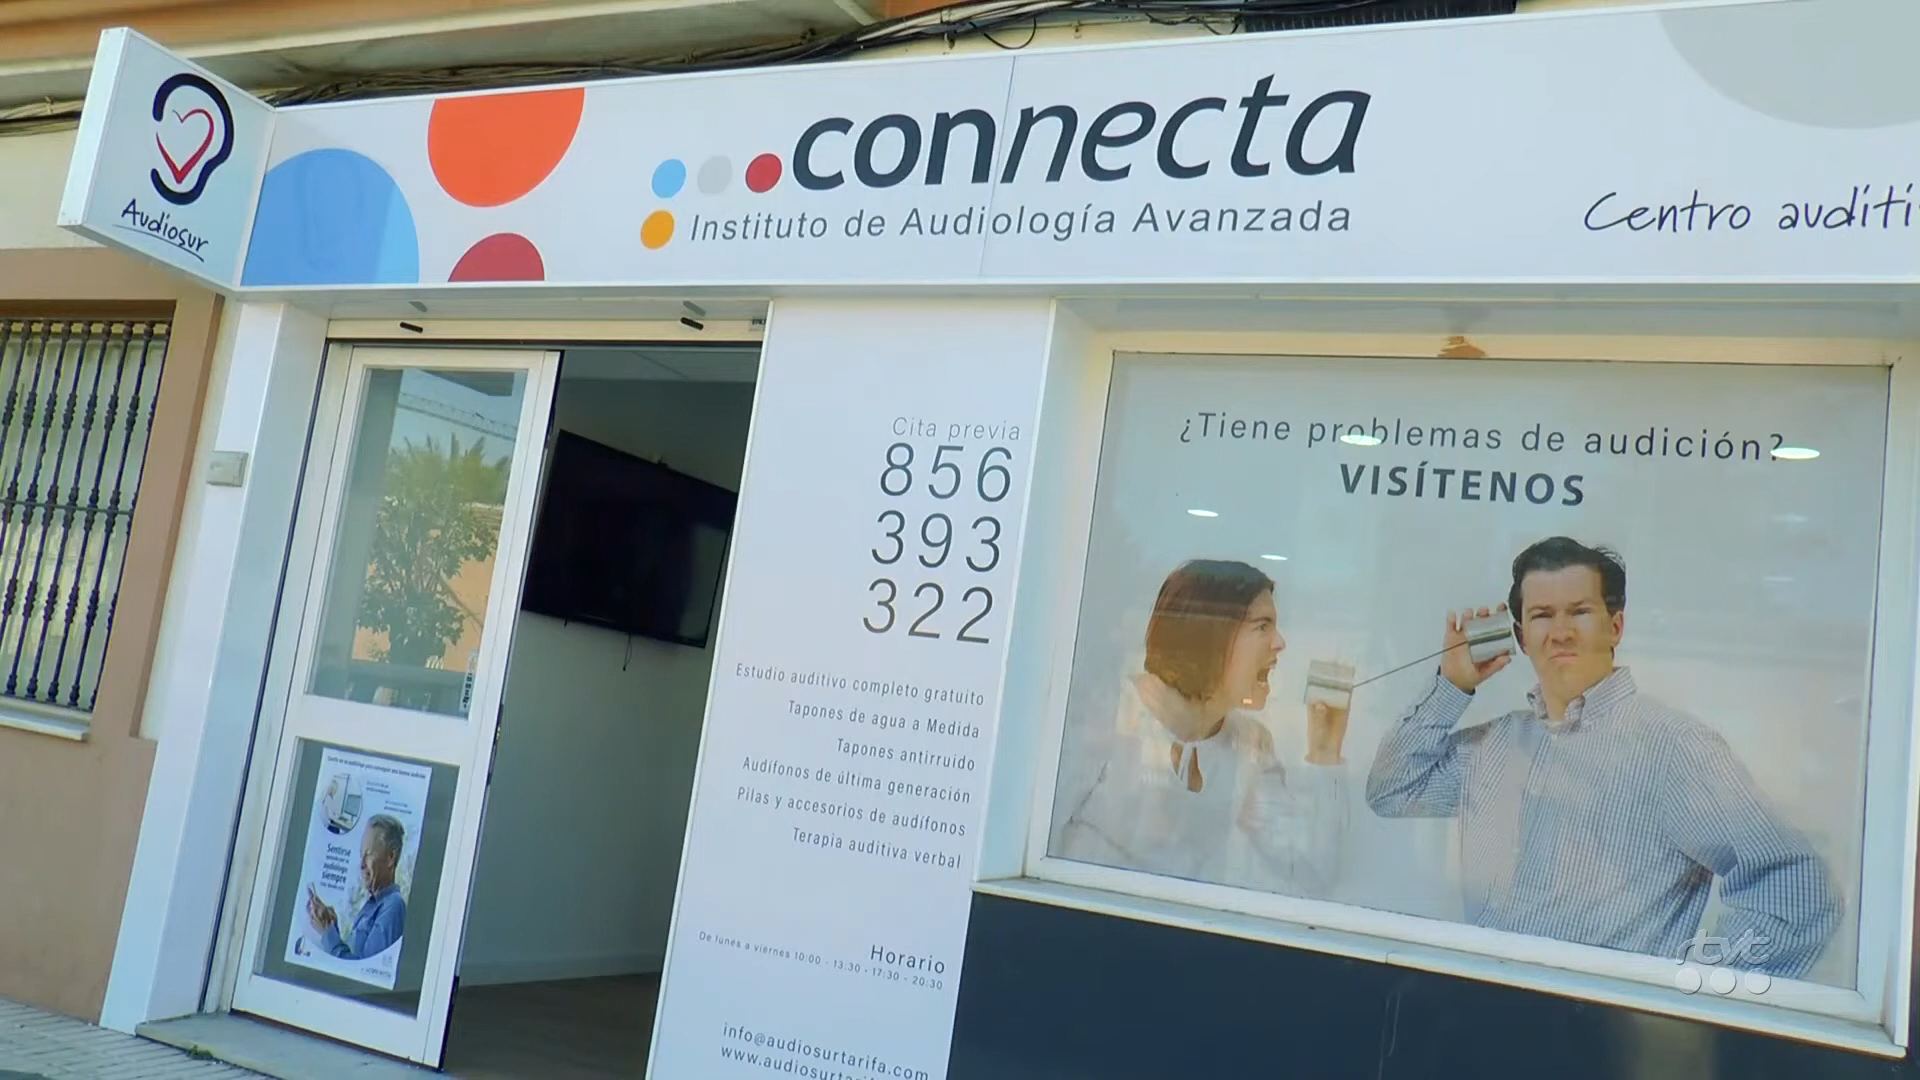 Audiosur
connecta
Instituto de Audiología Avanzada
Centro auditi
Cita previa
856
393
322
Estudio auditivo completo gratuito
Tapones de agua a Medida
Tapones antirruido
Audífonos de última generación
Pilas y accesorios de audífonos
Terapia auditiva verbal
Horario
De lunes a viernes 10:00 - 13:30 - 17:30 - 20:30
info@audiosurtarifa.com
www.audiosurtarifa
¿Tiene problemas de audición?
VISÍTENOS
Sentirse
audiólogo
siempre
rtvt